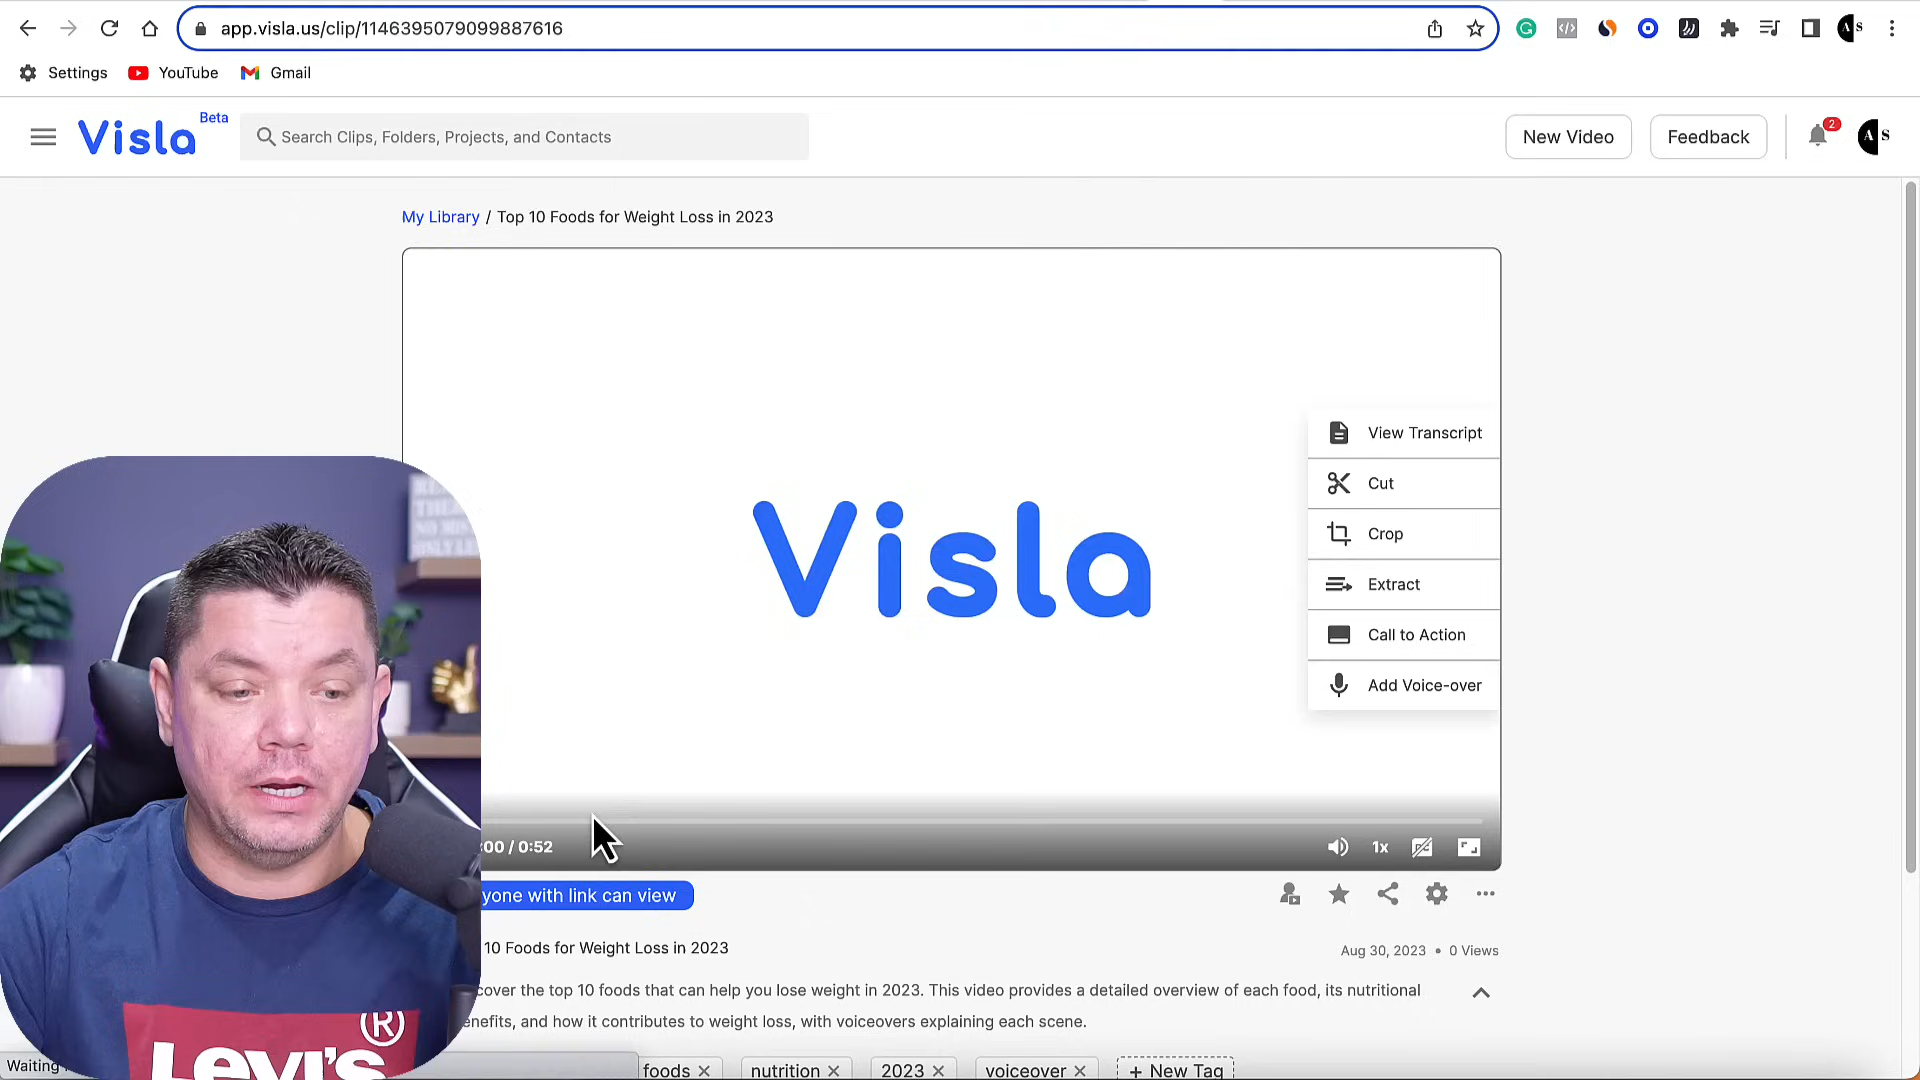 app.visla.us/clip/1146395079099887616
Settings YouTube Gmail
Visla Beta
Search Clips, Folders, Projects, and Contacts
New Video
Feedback
2
A S
My Library / Top 10 Foods for Weight Loss in 2023
Visla
View Transcript
Cut
Crop
Extract
Call to Action
Add Voice-over
:00 / 0:52
1x
yone with link can view
10 Foods for Weight Loss in 2023
Aug 30, 2023 • 0 Views
cover the top 10 foods that can help you lose weight in 2023. This video provides a detailed overview of each food, its nutritional
enefits, and how it contributes to weight loss, with voiceovers explaining each scene.
foods × nutrition × 2023 × voiceover × + New Tag
Waiting
Levi's ®